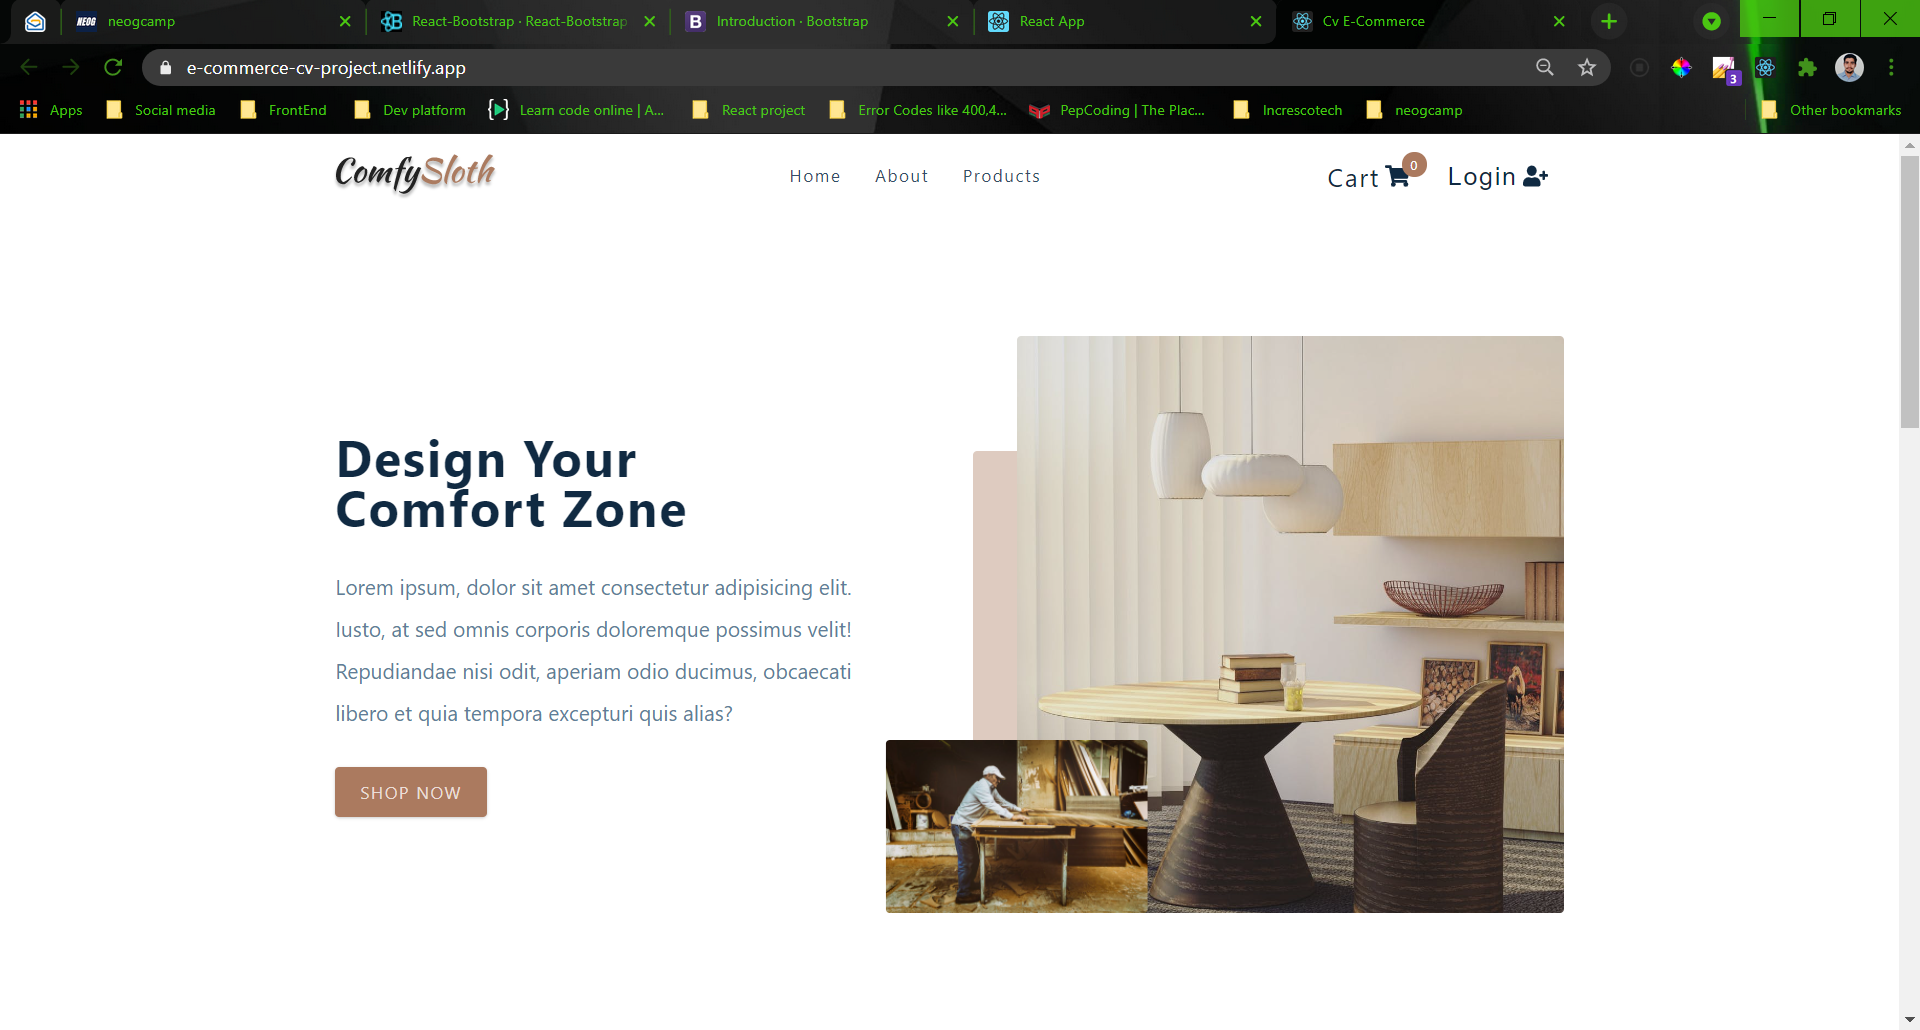 neogcamp
React-Bootstrap · React-Bootstrap
Introduction · Bootstrap
React App
Cv E-Commerce
e-commerce-cv-project.netlify.app
3
Apps
Social media
FrontEnd
Dev platform
Learn code online | A...
React project
Error Codes like 400,4...
PepCoding | The Plac...
Increscotech
neogcamp
Other bookmarks
ComfySloth
Home
About
Products
Cart
0
Login
Design Your
Comfort Zone
Lorem ipsum, dolor sit amet consectetur adipisicing elit.
Iusto, at sed omnis corporis doloremque possimus velit!
Repudiandae nisi odit, aperiam odio ducimus, obcaecati
libero et quia tempora excepturi quis alias?
SHOP NOW